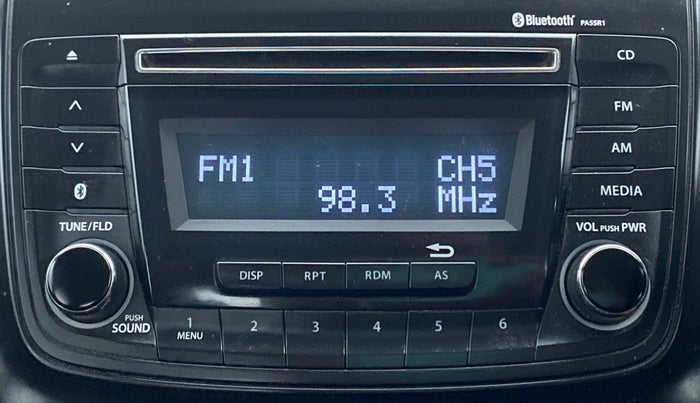 Bluetooth PA5SR1
CD
FM
AM
MEDIA
FM1 CH5
98.3 MHz
TUNE/FLD
VOL PUSH PWR
DISP RPT RDM AS
PUSH
SOUND
1 2 3 4 5 6
MENU